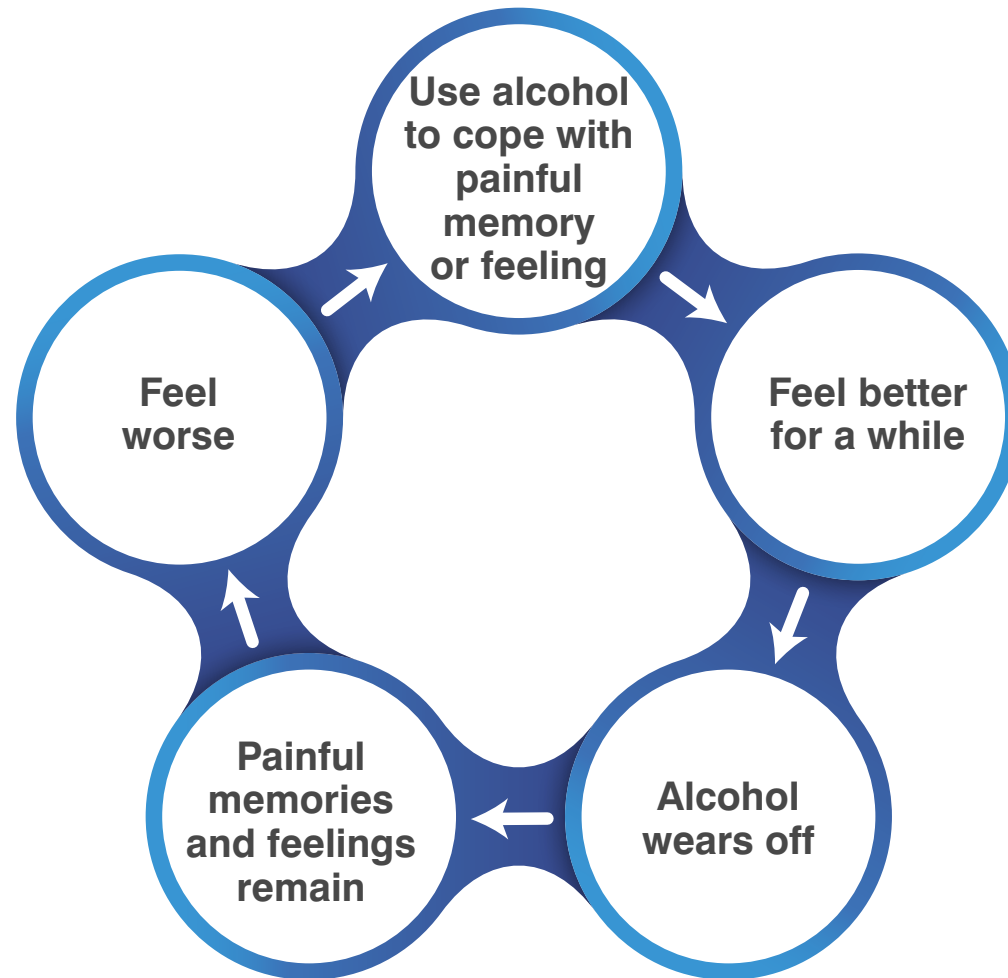 Use alcohol
to cope with
painful
memory
or feeling
Feel better
for a while
Alcohol
wears off
Painful
memories
and feelings
remain
Feel
worse